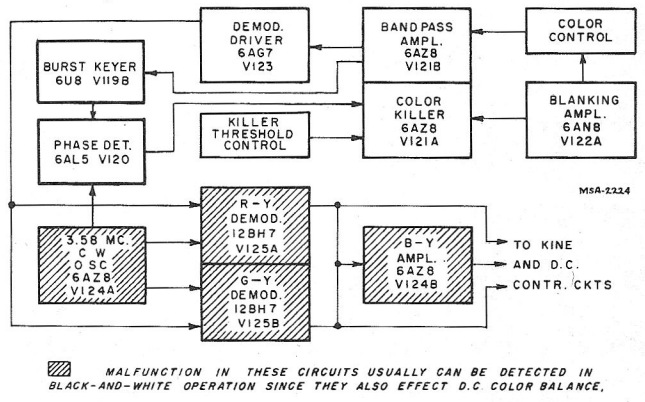 DEMOD.
DRIVER
6AG7
V123
BANDPASS
AMPL.
6AZ8
V121B
COLOR
CONTROL
BURST KEYER
6U8 V119B
PHASE DET.
6AL5 V120
KILLER
THRESHOLD
CONTROL
COLOR
KILLER
6AZ8
V121A
BLANKING
AMPL.
6AN8
V122A
MSA-2224
3.58 MC.
C W
OSC
6AZ8
V124A
R-Y
DEMOD.
12BH7
V125A
G-Y
DEMOD.
12BH7
V125B
B-Y
AMPL.
6AZ8
V124B
TO KINE
AND D.C.
CONTR. CKTS
MALFUNCTION IN THESE CIRCUITS USUALLY CAN BE DETECTED IN
BLACK-AND-WHITE OPERATION SINCE THEY ALSO EFFECT D.C. COLOR BALANCE,